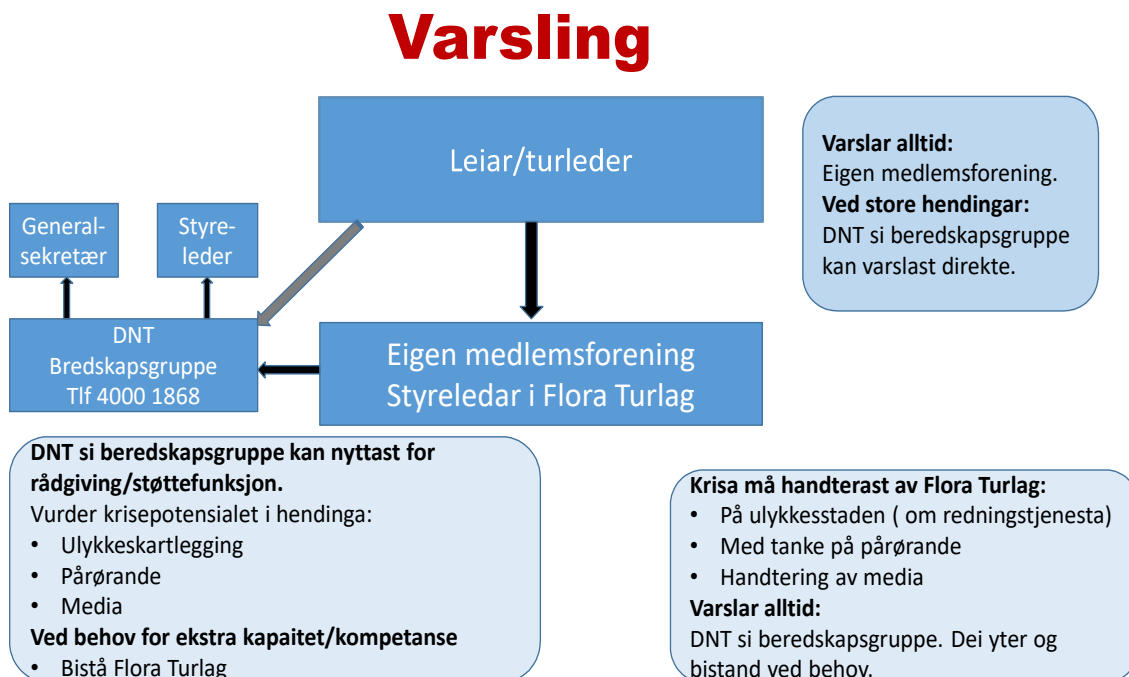 Varsling
Leiar/turleder
Varslar alltid:
Eigen medlemsforening.
Ved store hendingar:
DNT si beredskapsgruppe
kan varslast direkte.
General-
sekretær
Styre-
leder
DNT
Bredskapsgruppe
Tlf 4000 1868
Eigen medlemsforening
Styreledar i Flora Turlag
DNT si beredskapsgruppe kan nyttast for
rådgiving/støttefunksjon.
Vurder krisepotensialet i hendinga:
• Ulykkeskartlegging
• Pårørande
• Media
Ved behov for ekstra kapaitet/kompetanse
• Bistå Flora Turlag
Krisa må handterast av Flora Turlag:
• På ulykkesstaden ( om redningstjenesta)
• Med tanke på pårørande
• Handtering av media
Varslar alltid:
DNT si beredskapsgruppe. Dei yter og
bistand ved behov.